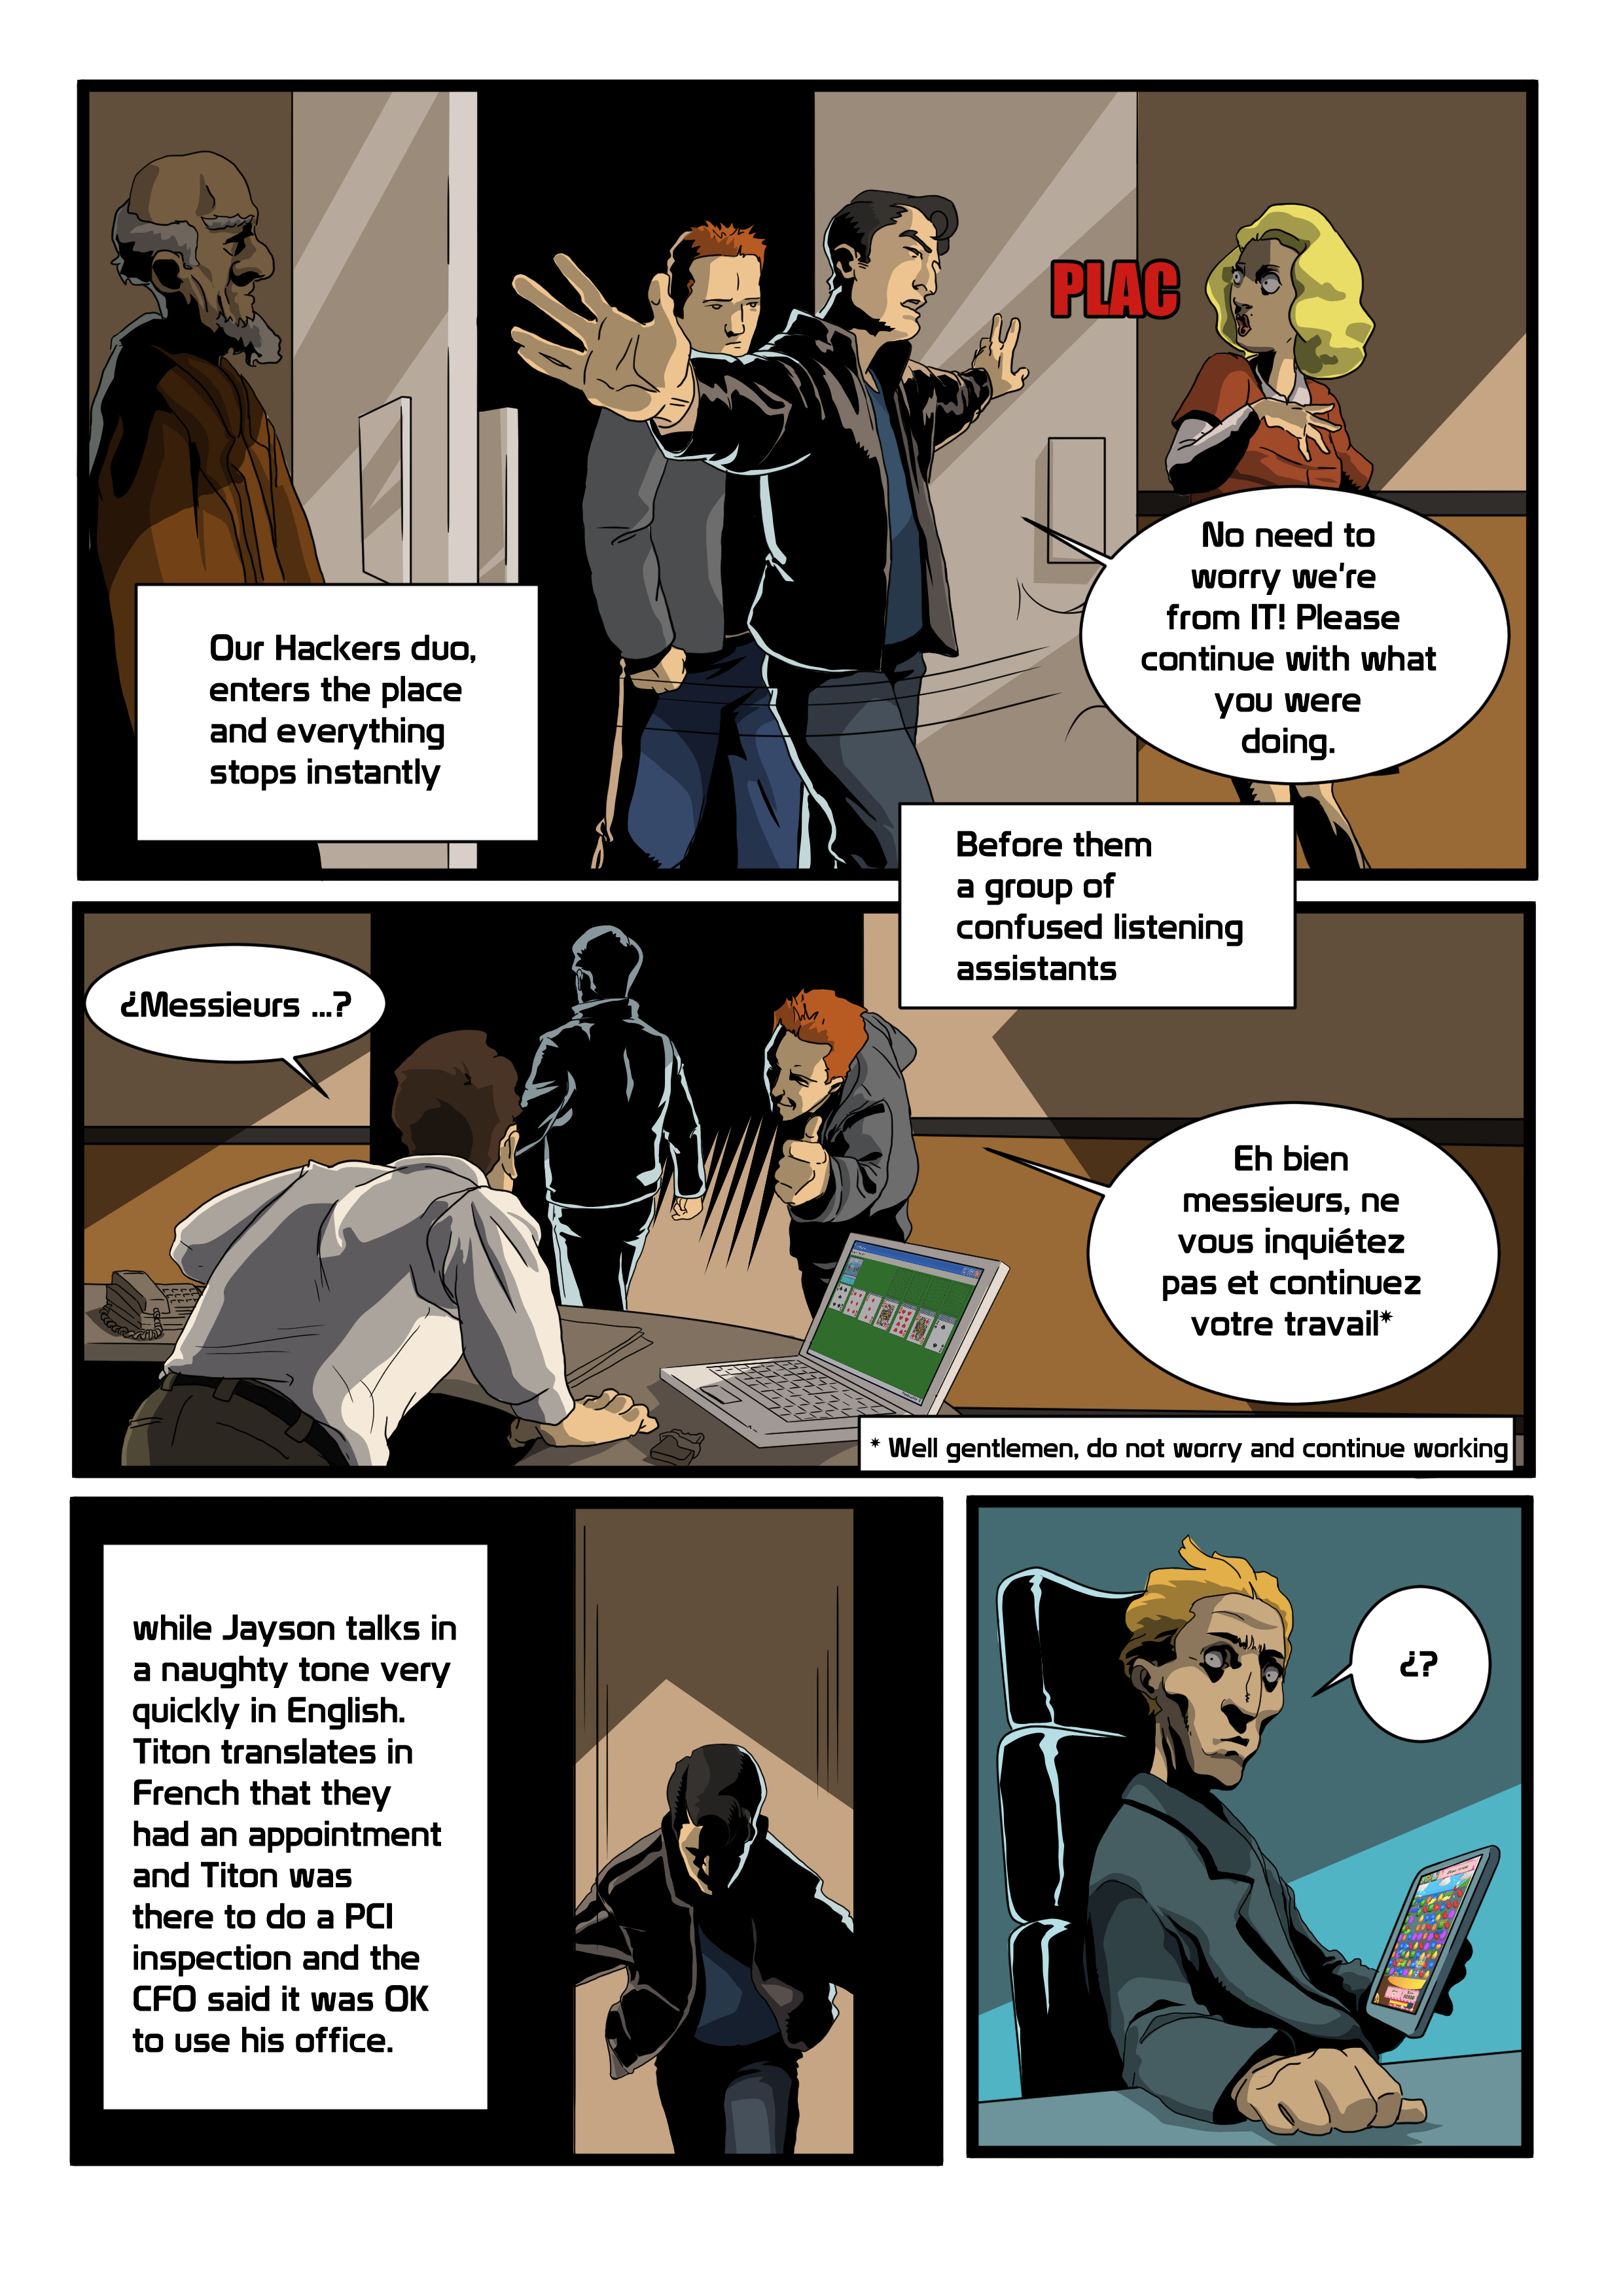 PLAC
Our Hackers duo,
enters the place
and everything
stops instantly
No need to
worry we're
from IT! Please
continue with what
you were
doing.
Before them
a group of
confused listening
assistants
¿Messieurs ...?
Eh bien
messieurs, ne
vous inquiétez
pas et continuez
votre travail*
* Well gentlemen, do not worry and continue working
while Jayson talks in
a naughty tone very
quickly in English.
Titon translates in
French that they
had an appointment
and Titon was
there to do a PCI
inspection and the
CFO said it was OK
to use his office.
¿?